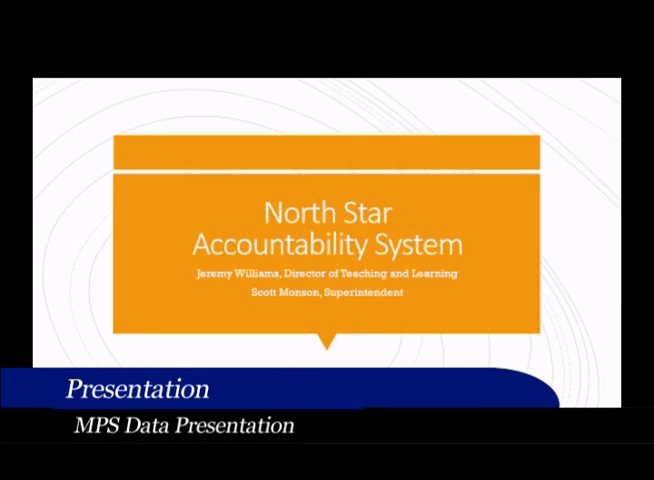 North Star
Accountability System
Jeremy Williams, Director of Teaching and Learning
Scott Monson, Superintendent
Presentation
MPS Data Presentation